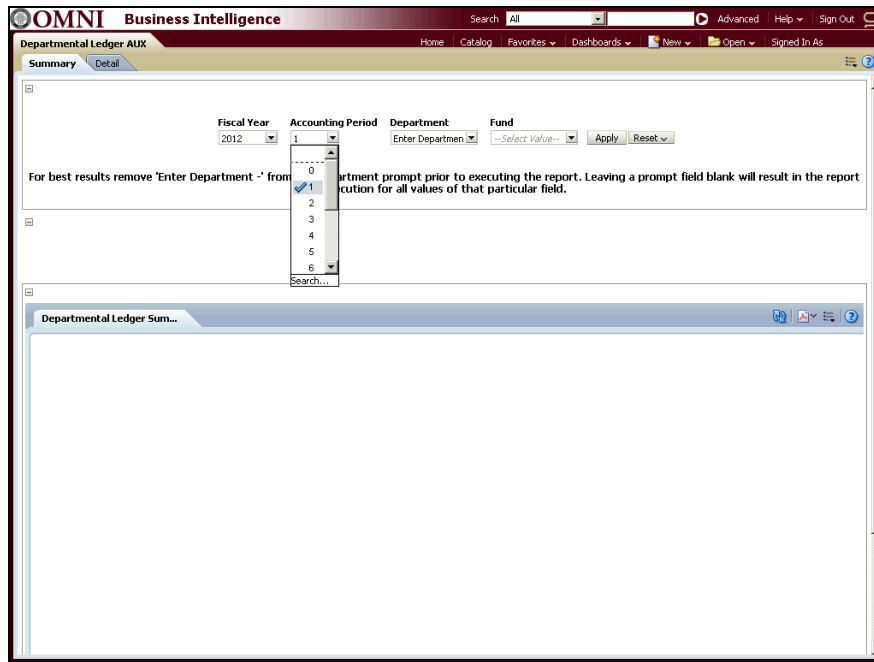 OMNI Business Intelligence Search All Advanced Help Sign Out
Departmental Ledger AUX Home Catalog Favorites Dashboards New Open Signed In As
Summary Detail
Fiscal Year Accounting Period Department Fund
2012 1 Enter Departmen --Select Value-- Apply Reset
0
For best results remove 'Enter Department -' from artment prompt prior to executing the report. Leaving a prompt field blank will result in the report
1 cution for all values of that particular field.
2
3
4
5
6
Search...
Departmental Ledger Sum...